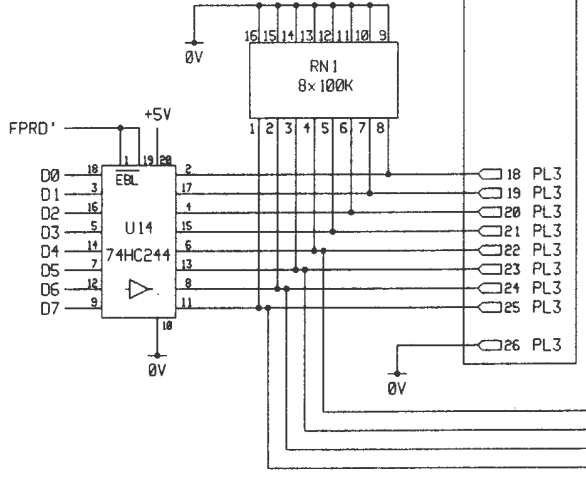 0V
16 15 14 13 12 11 10 9
RN1
8x100K
1 2 3 4 5 6 7 8
+5V
FPRD'
1 19 20
EBL
D0 18 2 18 PL3
D1 3 17 19 PL3
D2 16 4 20 PL3
D3 5 U14 15 21 PL3
D4 14 74HC244 6 22 PL3
D5 7 13 23 PL3
D6 12 8 24 PL3
D7 9 11 25 PL3
10
26 PL3
0V
0V